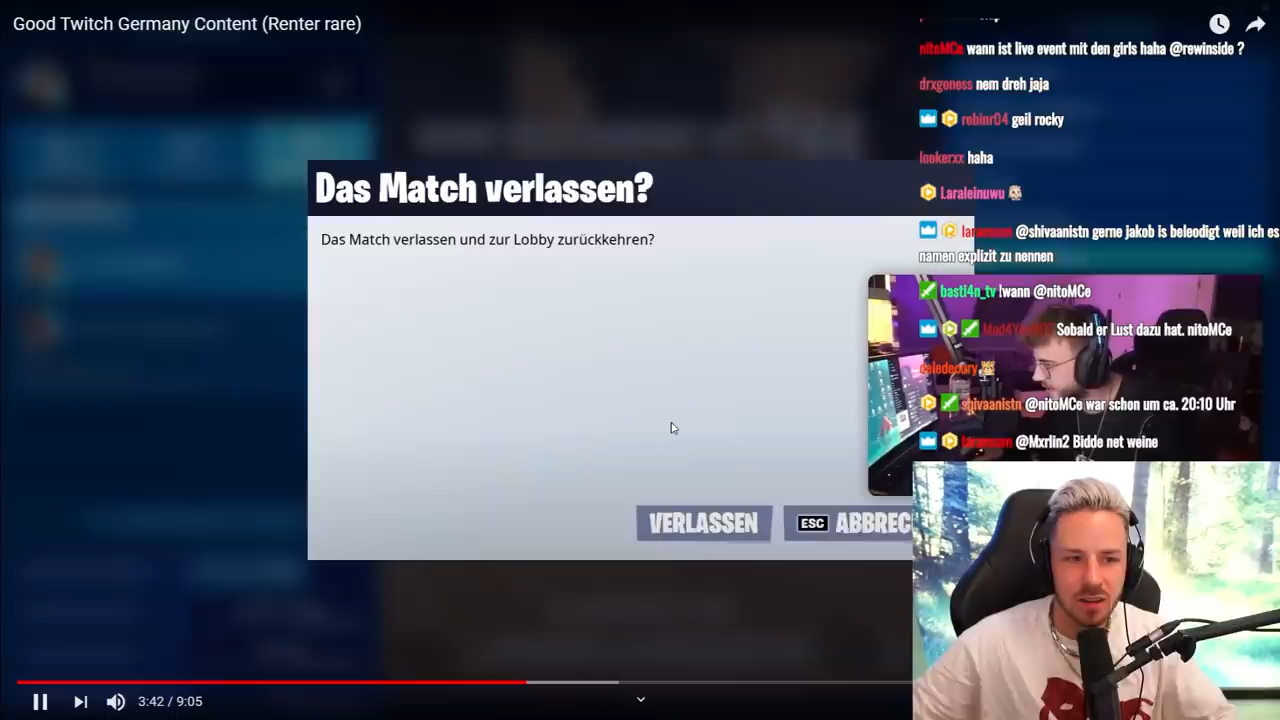 Good Twitch Germany Content (Renter rare)
nitoMCe wann ist live event mit den girls haha @rewinside ?
drxgoness nem dreh jaja
robinr04 geil rocky
lookerxx haha
Laraleinuwu
@shivaanistn gerne jakob is beleodigt weil ich es
namen explizit zu nennen
basti4n_tv !wann @nitoMCe
Sobald er Lust dazu hat. nitoMCe
shivaanistn @nitoMCe war schon um ca. 20:10 Uhr
@Mxrlin2 Bidde net weine
Das Match verlassen?
Das Match verlassen und zur Lobby zurückkehren?
VERLASSEN
ESC ABBREC
3:42 / 9:05